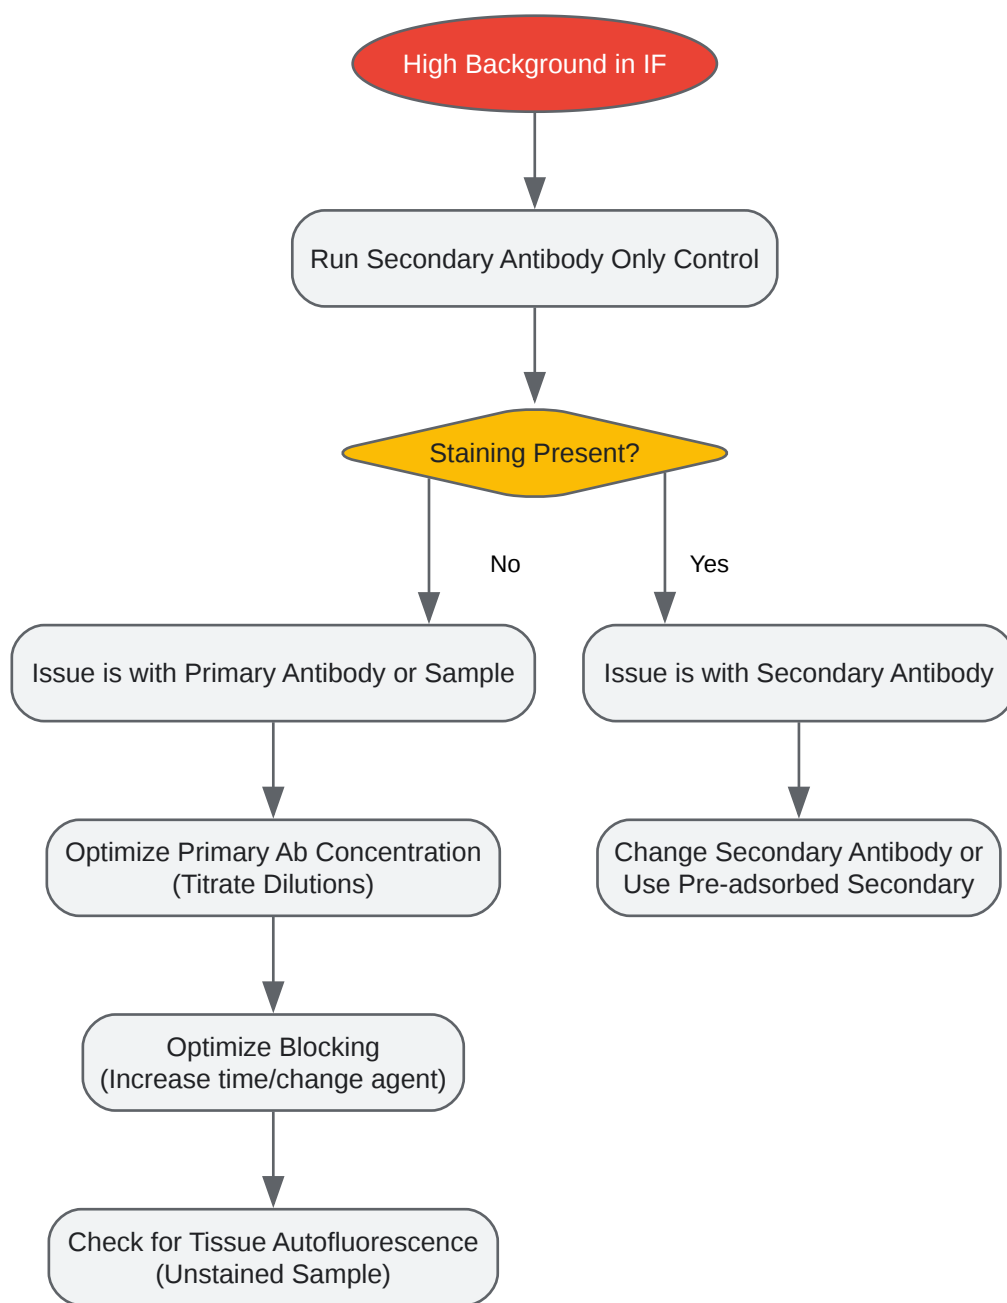 High Background in IF
Run Secondary Antibody Only Control
Staining Present?
No
Yes
Issue is with Primary Antibody or Sample
Issue is with Secondary Antibody
Optimize Primary Ab Concentration
(Titrate Dilutions)
Change Secondary Antibody or
Use Pre-adsorbed Secondary
Optimize Blocking
(Increase time/change agent)
Check for Tissue Autofluorescence
(Unstained Sample)